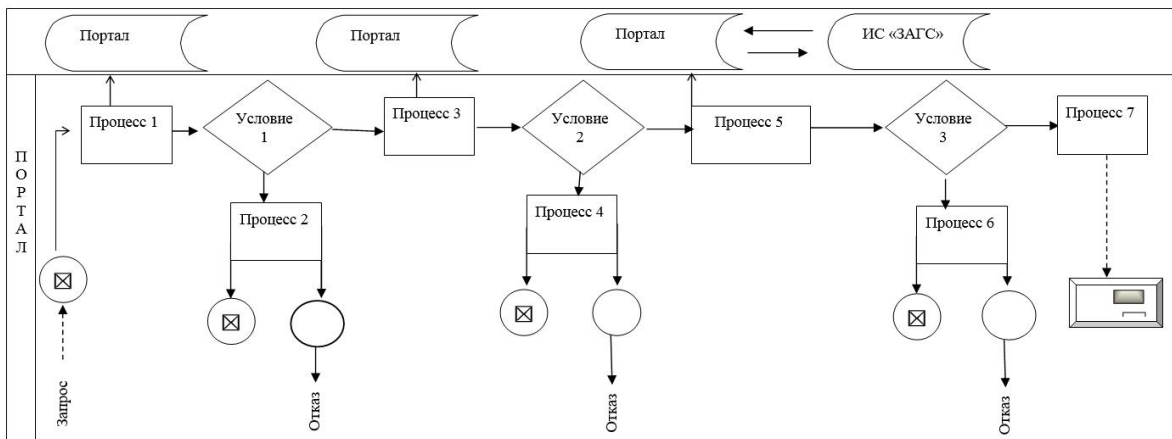 Портал
Портал
Портал
ИС «ЗАГС»
ПОРТАЛ
Процесс 1
Условие
1
Процесс 3
Условие
2
Процесс 5
Условие
3
Процесс 7
Процесс 2
Процесс 4
Процесс 6
Запрос
Отказ
Отказ
Отказ